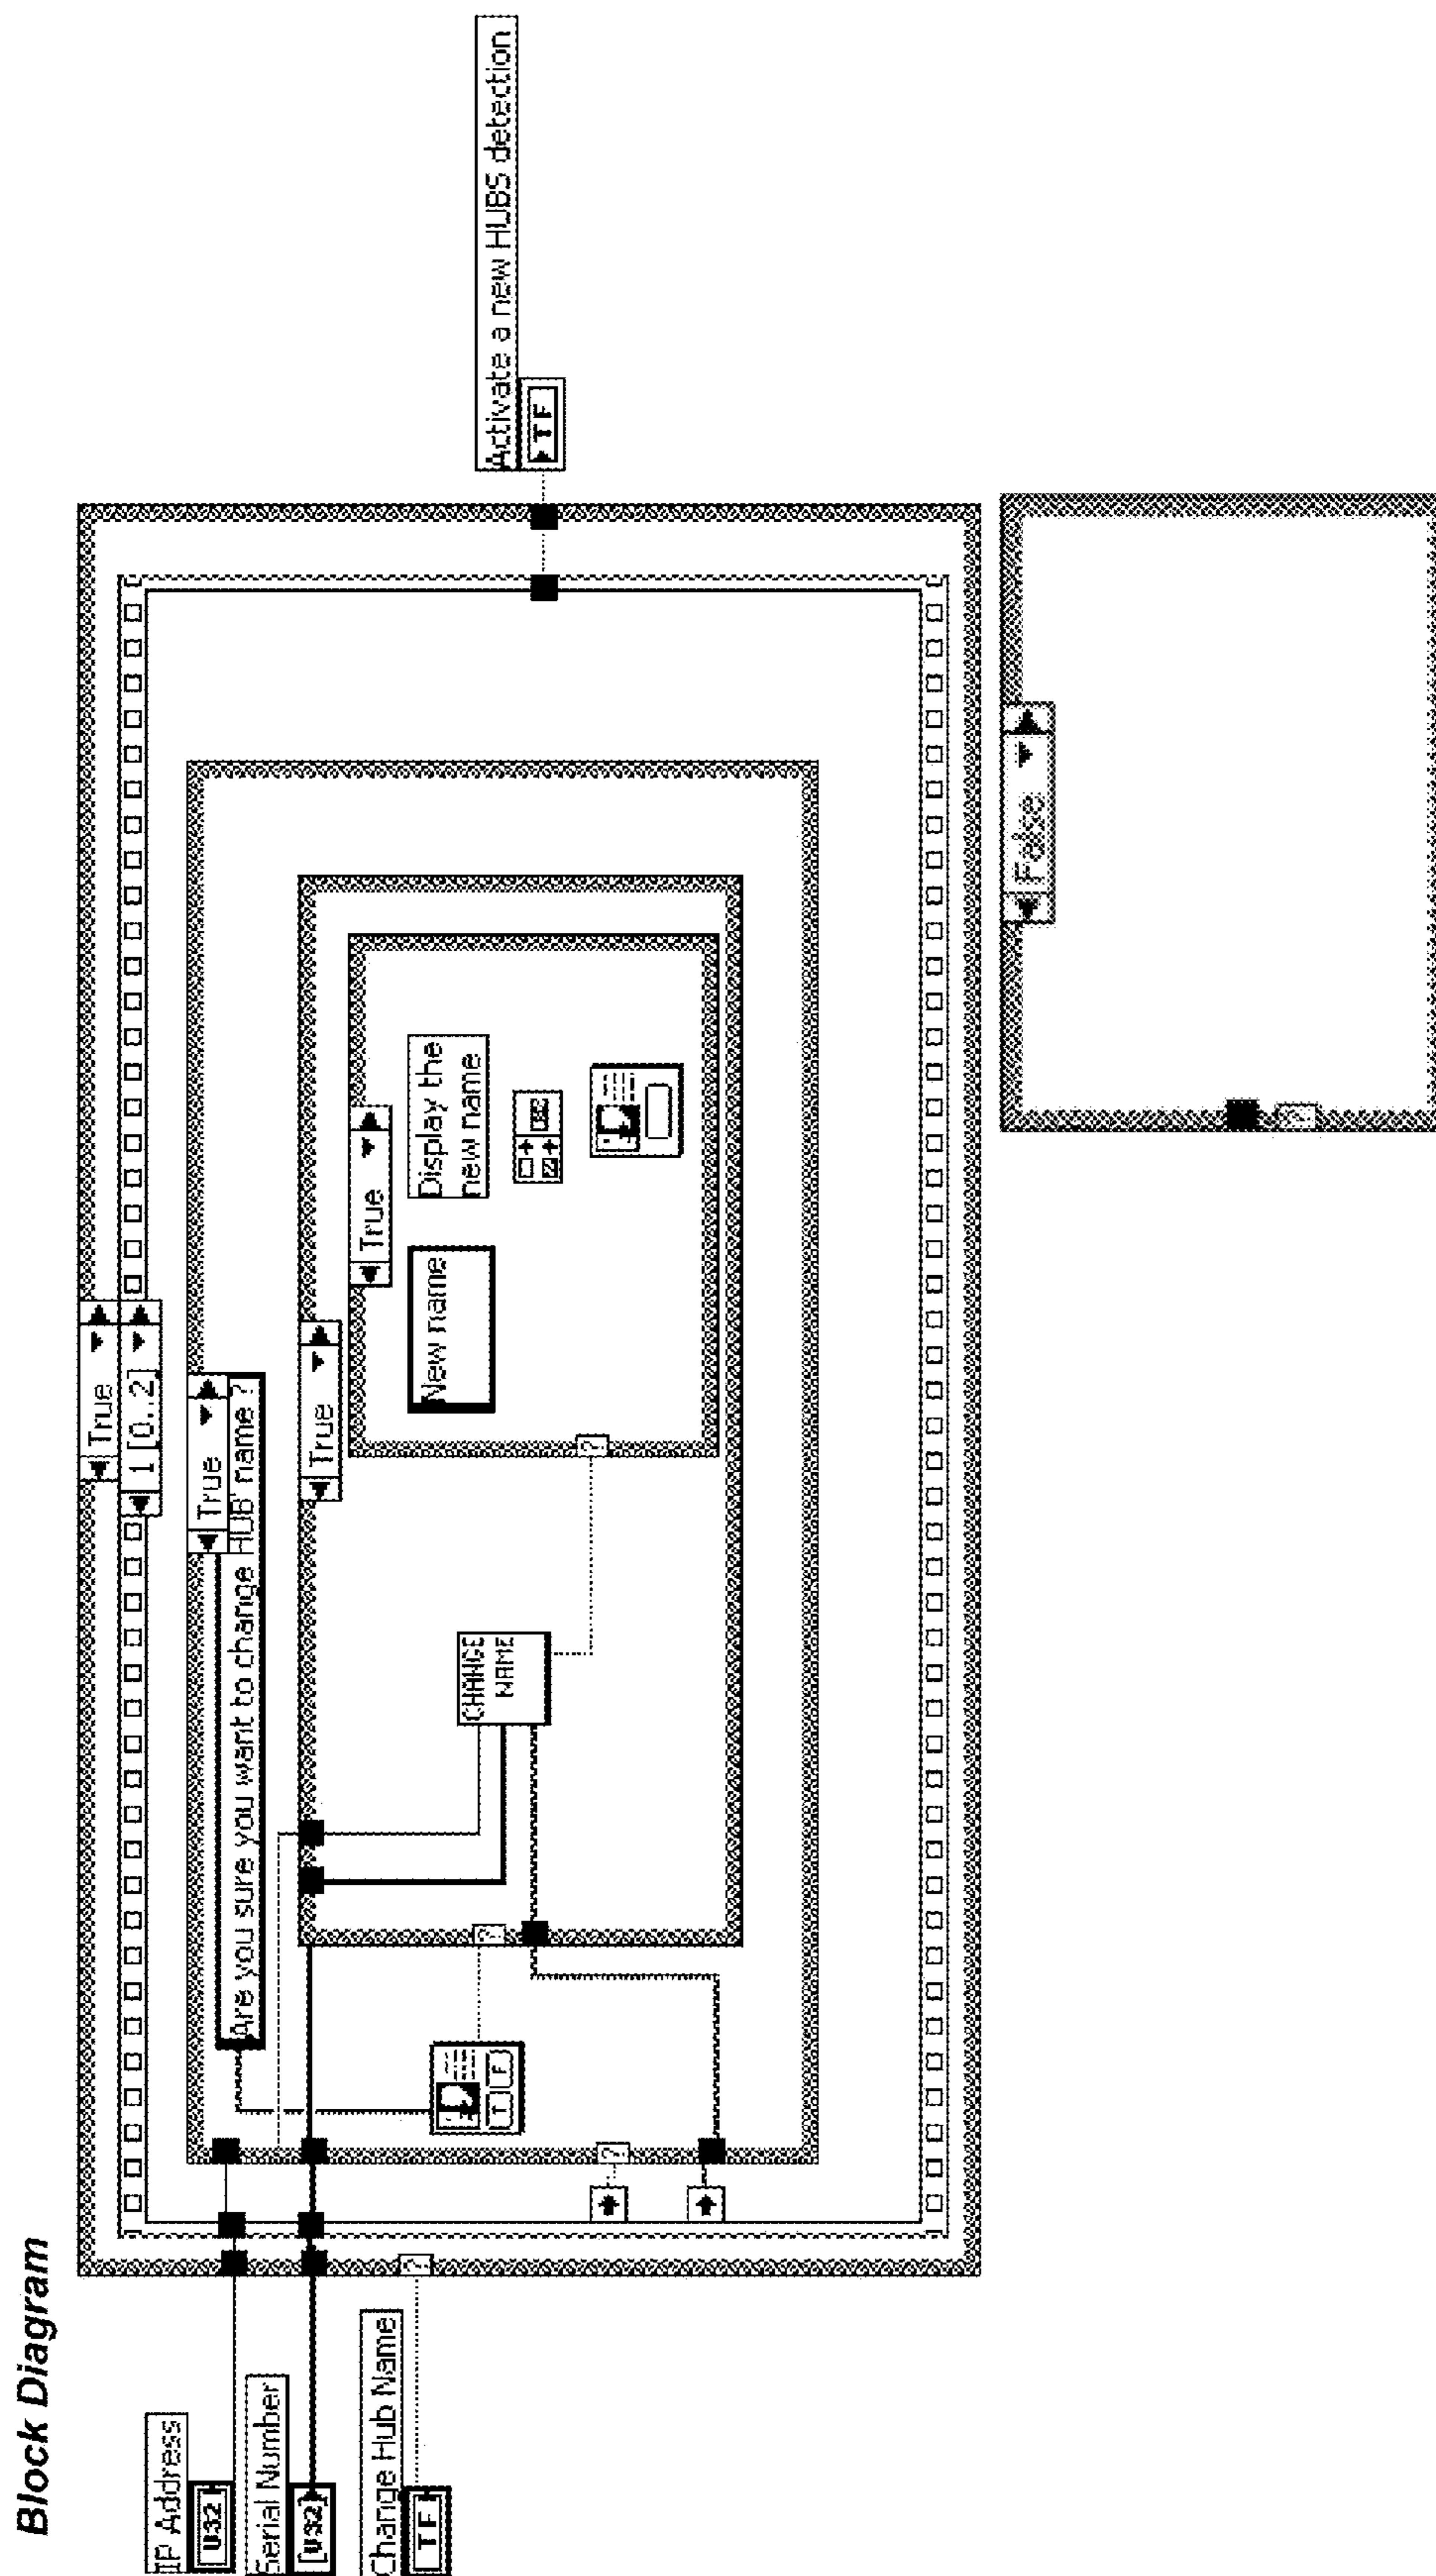 Block Diagram
IP Address
U32
Serial Number
[U32]
Change Hub Name
TF
True
1 [0..2]
True
Are you sure you want to change HUB name ?
?
?
T F
True
?
CHANGE
NAME
True
?
New name
Display the
new name
Activate a new HUBS detection
TF
False
?